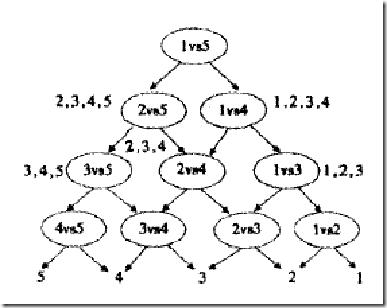 1vs5
2,3,4,5 2vs5 1vs4 1,2,3,4
2,3,4
3,4,5 3vs5 2vs4 1vs3 1,2,3
4vs5 3vs4 2vs3 1vs2
5 4 3 2 1